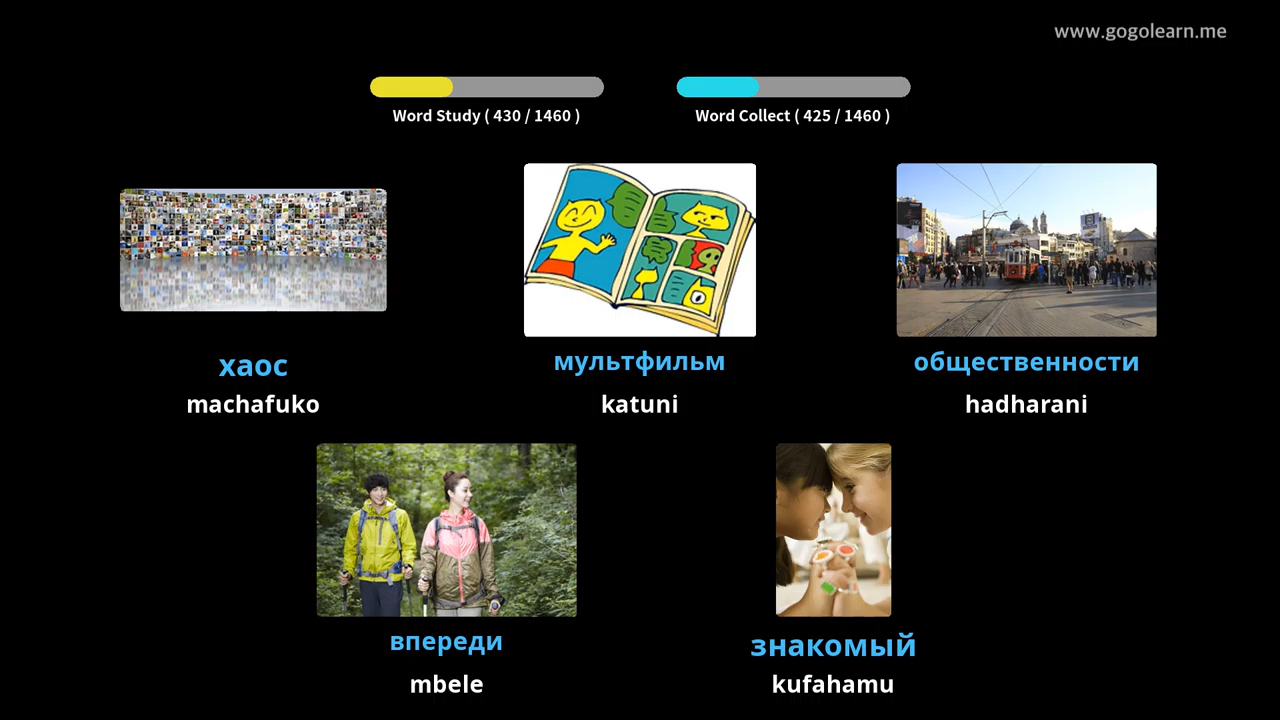 www.gogolearn.me
Word Study ( 430 / 1460 )
Word Collect ( 425 / 1460 )
хаос
machafuko
мультфильм
katuni
общественности
hadharani
впереди
mbele
знакомый
kufahamu